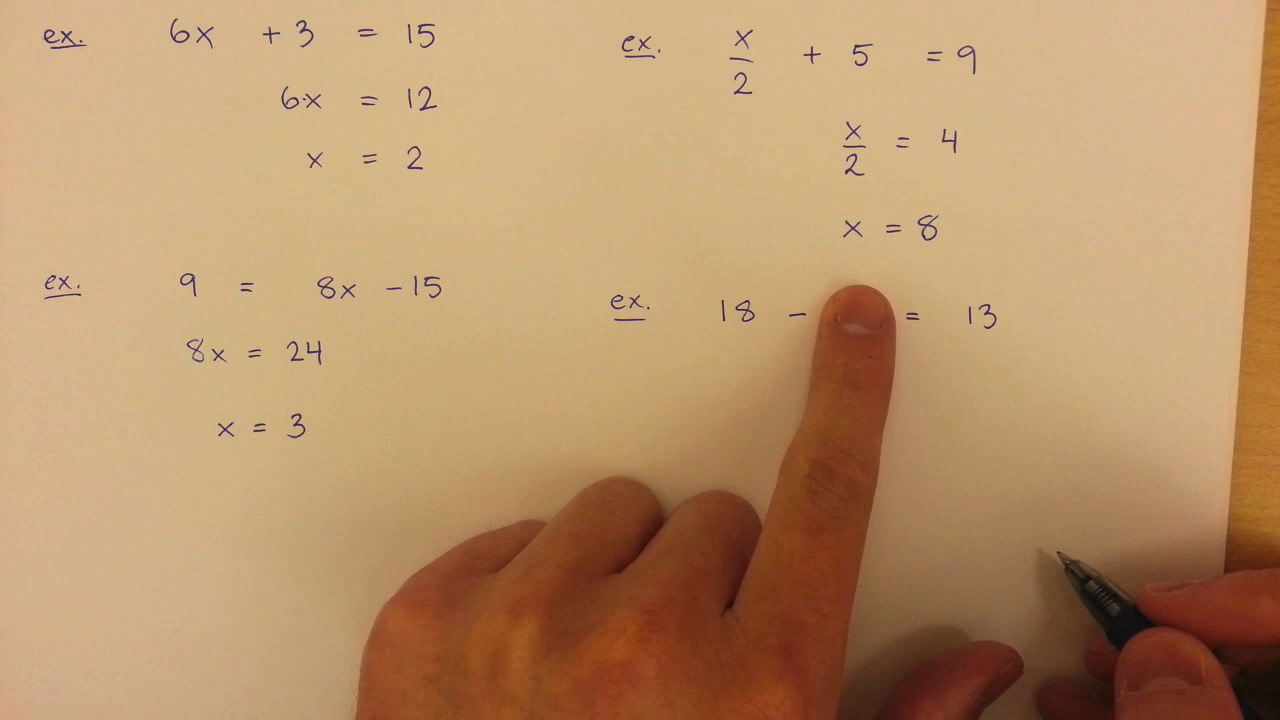 ex. 6x + 3 = 15
6x = 12
x = 2
ex. x/2 + 5 = 9
x/2 = 4
x = 8
ex. 9 = 8x - 15
8x = 24
x = 3
ex. 18 - = 13